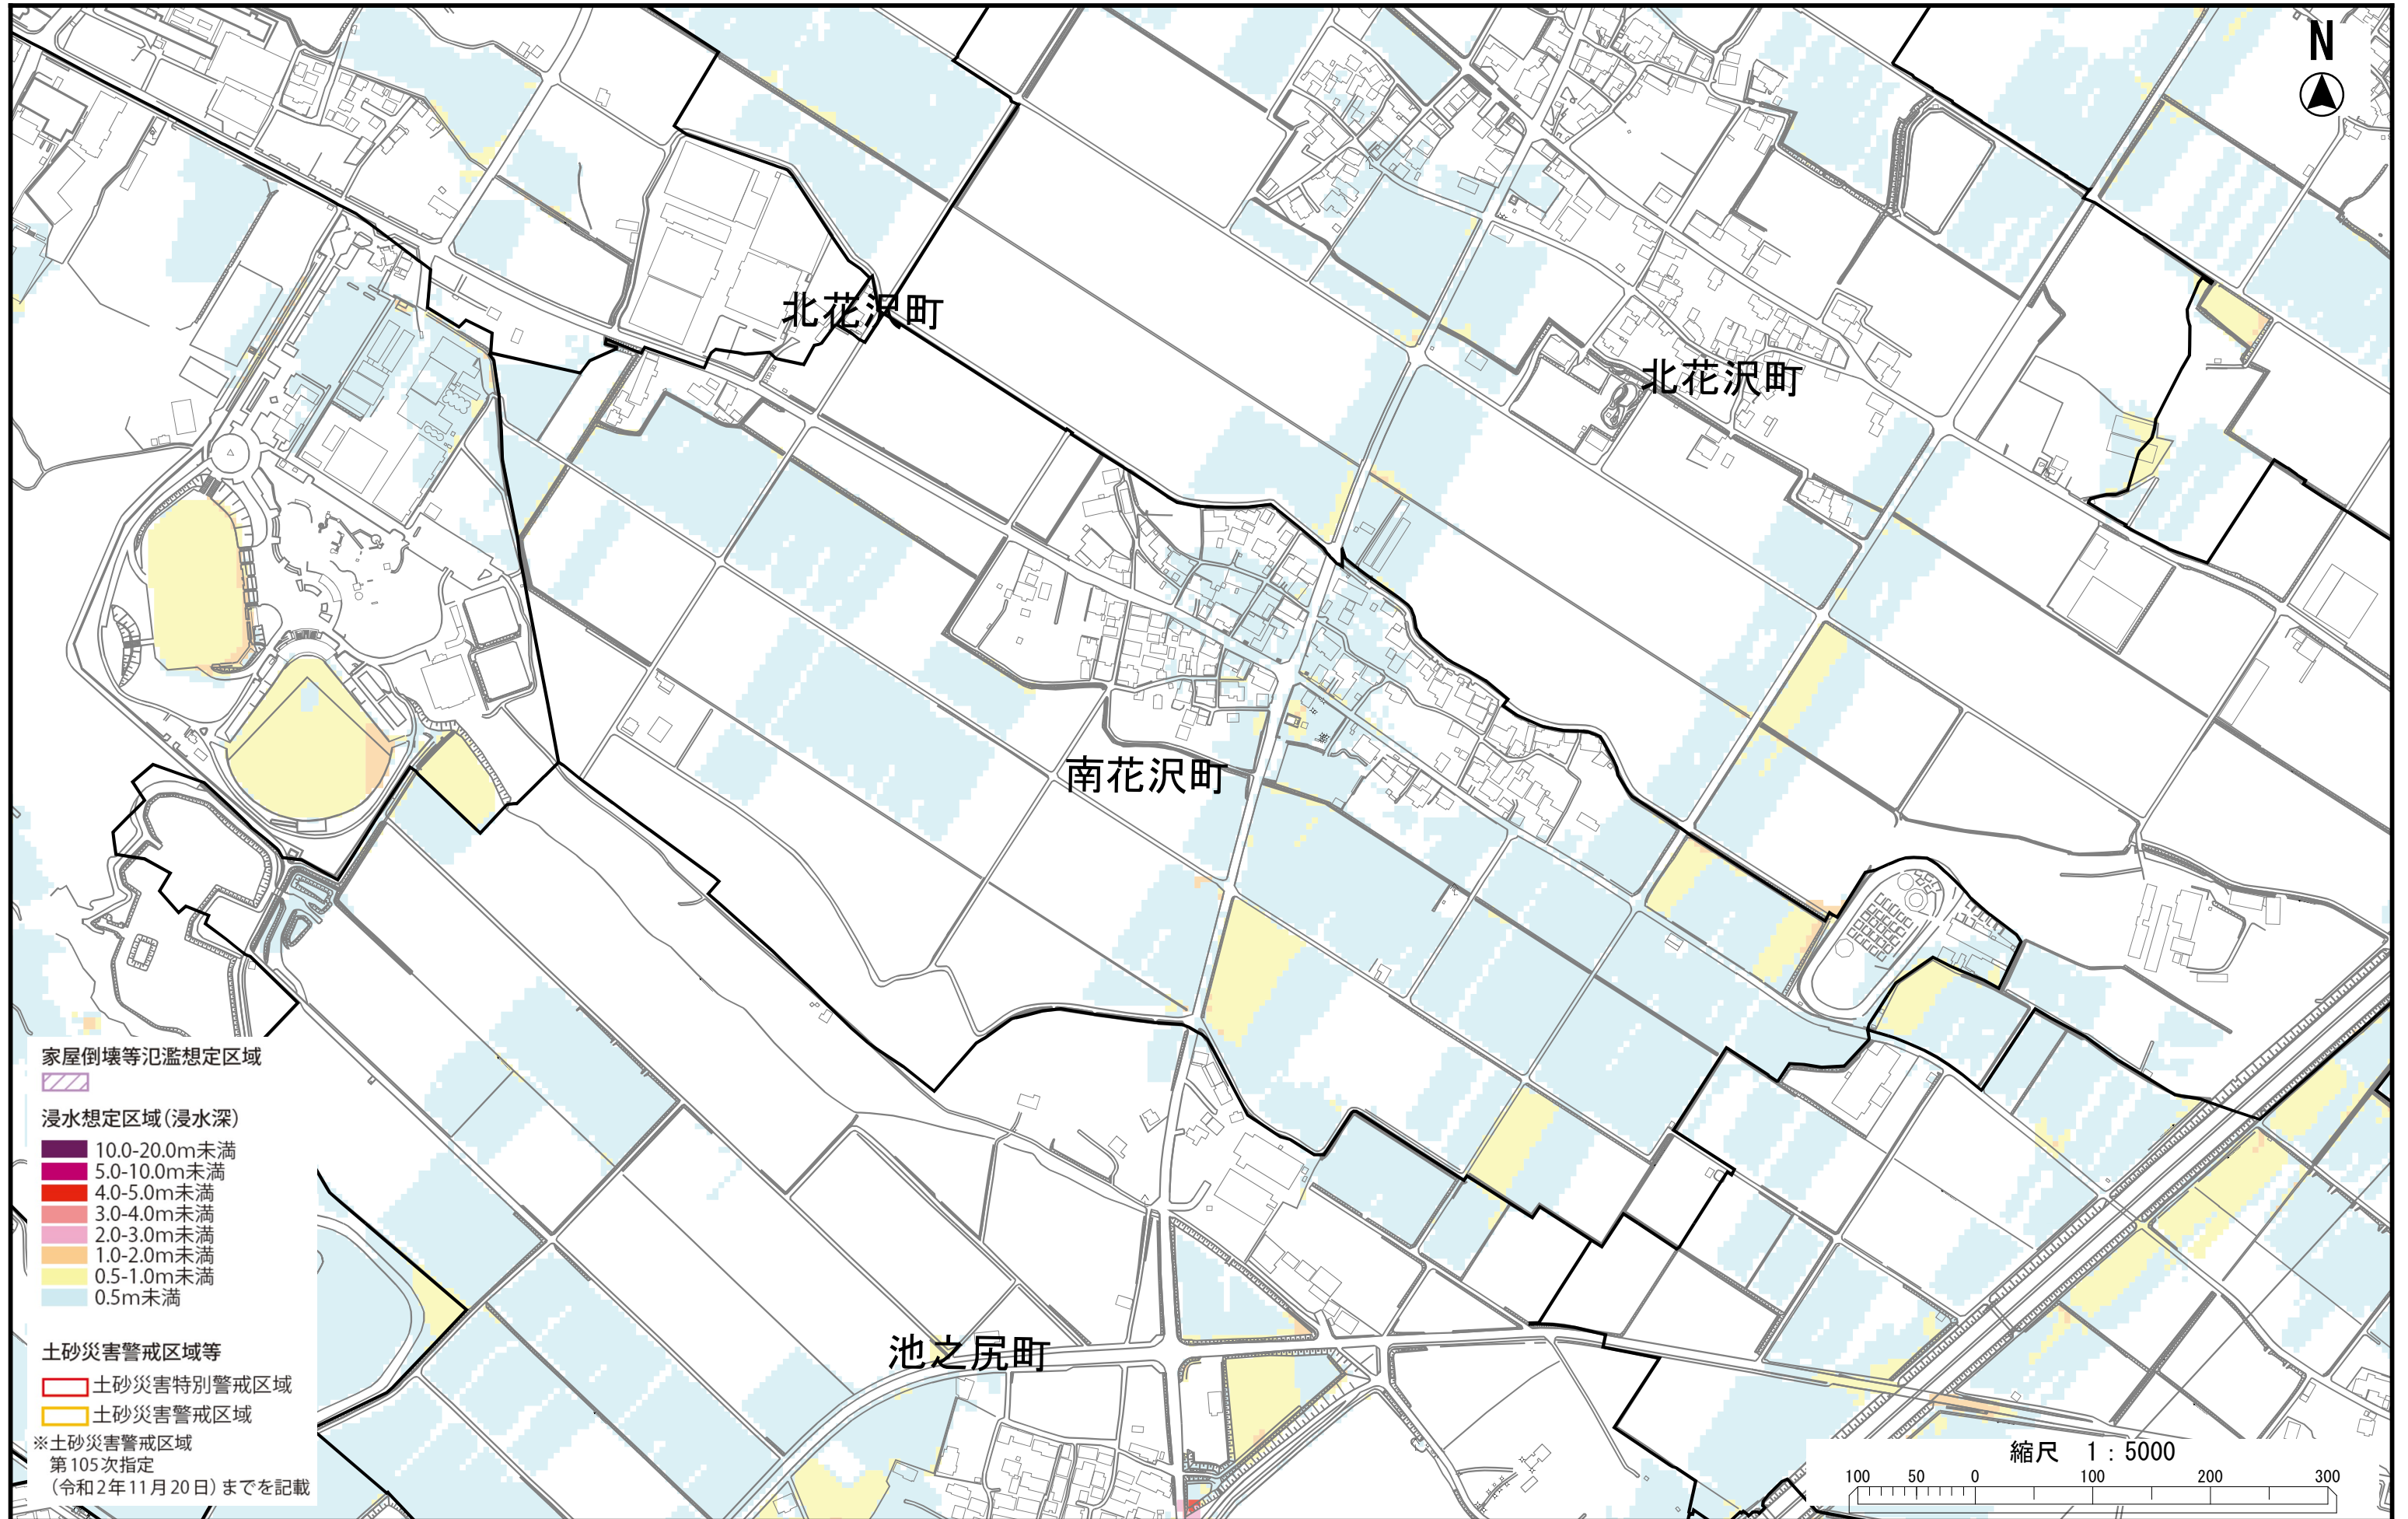 N
北花沢町
北花沢町
南花沢町
池之尻町
家屋倒壊等氾濫想定区域
浸水想定区域(浸水深)
10.0-20.0m未満
5.0-10.0m未満
4.0-5.0m未満
3.0-4.0m未満
2.0-3.0m未満
1.0-2.0m未満
0.5-1.0m未満
0.5m未満
土砂災害警戒区域等
土砂災害特別警戒区域
土砂災害警戒区域
※土砂災害警戒区域
第105次指定
(令和2年11月20日)までを記載
縮尺 1:5000
100 50 0 100 200 300